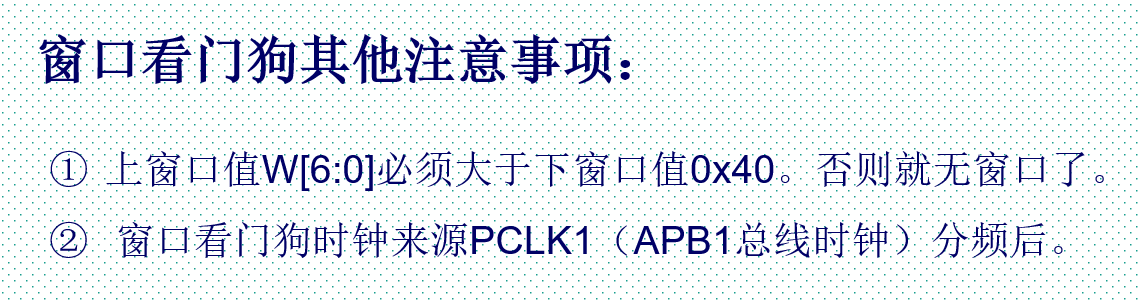 窗口看门狗其他注意事项：
① 上窗口值W[6:0]必须大于下窗口值0x40。否则就无窗口了。
② 窗口看门狗时钟来源PCLK1（APB1总线时钟）分频后。